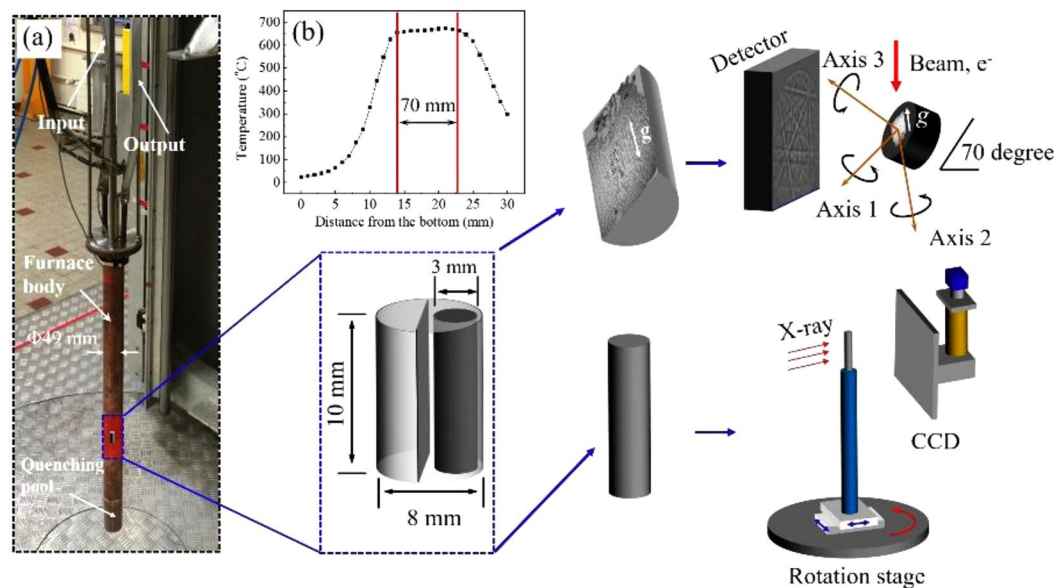 (a)
Input
Output
Furnace
body
Φ49 mm
Quenching
pool
(b)
Temperature (°C)
700
600
500
400
300
200
100
0
70 mm
0 5 10 15 20 25 30
Distance from the bottom (mm)
3 mm
10 mm
8 mm
g
Detector
Axis 3
Beam, e-
g
70 degree
Axis 1
Axis 2
X-ray
CCD
Rotation stage